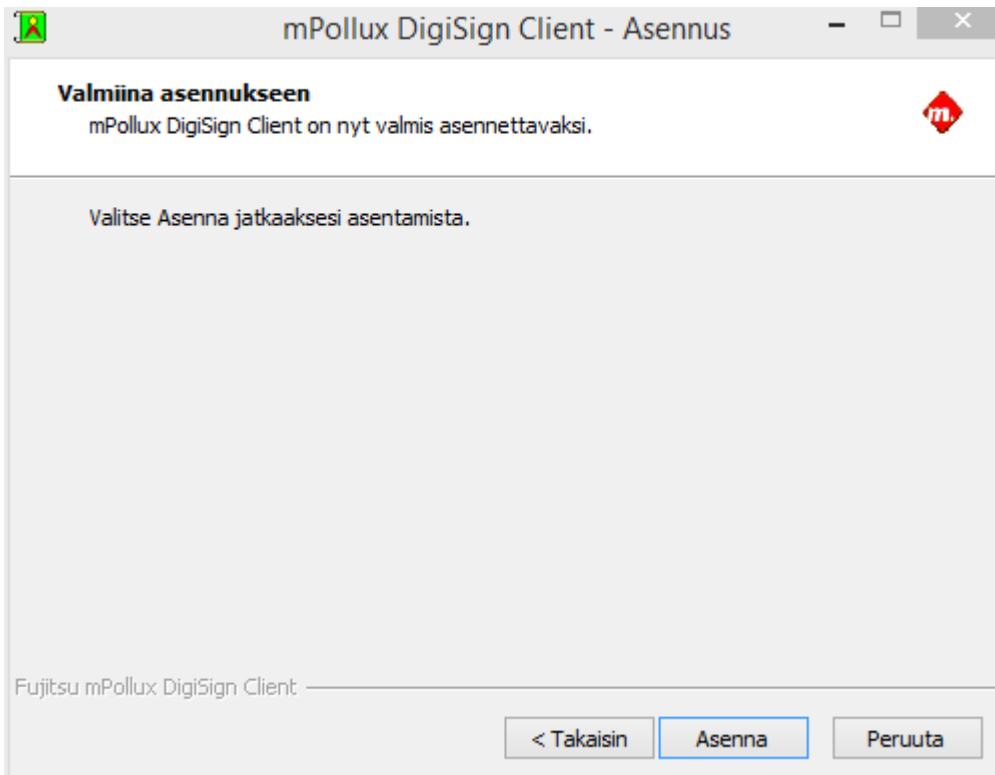 mPollux DigiSign Client - Asennus
Valmiina asennukseen
mPollux DigiSign Client on nyt valmis asennettavaksi.
m.
Valitse Asenna jatkaaksesi asentamista.
Fujitsu mPollux DigiSign Client
< Takaisin
Asenna
Peruuta